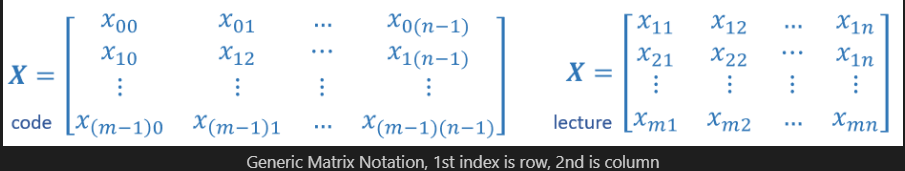 X = [ x00 x01 ... x0(n−1)
x10 x12 ... x1(n−1)
⋮ ⋮ ⋮ ⋮
code x(m−1)0 x(m−1)1 ... x(m−1)(n−1) ]
X = [ x11 x12 ... x1n
x21 x22 ... x1n
⋮ ⋮ ⋮ ⋮
lecture xm1 xm2 ... xmn ]
Generic Matrix Notation, 1st index is row, 2nd is column